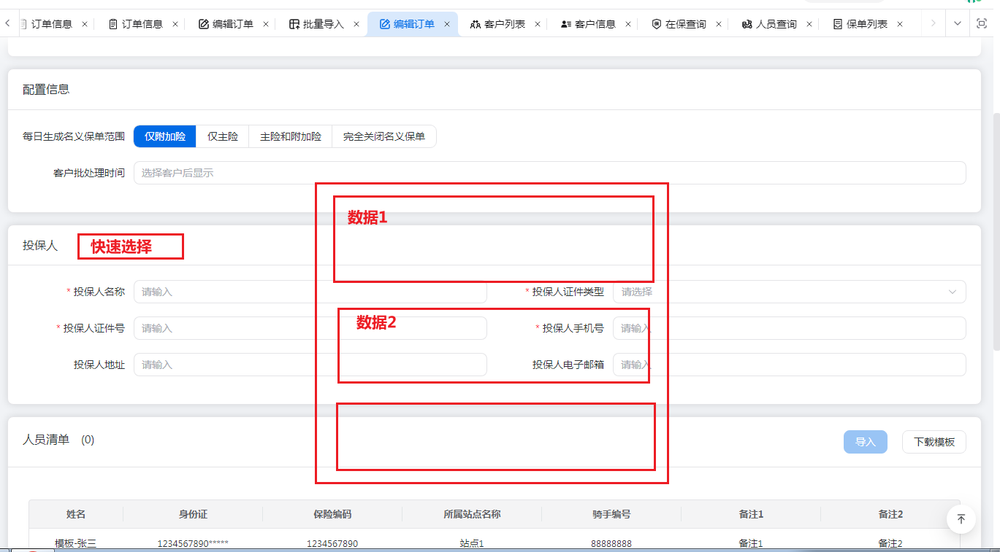 订单信息 × 订单信息 × 编辑订单 × 批量导入 × 编辑订单 × 客户列表 × 客户信息 × 在保查询 × 人员查询 × 保单列表 ×
配置信息
每日生成名义保单范围 仅附加险 仅主险 主险和附加险 完全关闭名义保单
客户批处理时间 选择客户后显示
数据1
投保人 快速选择
* 投保人名称 请输入 * 投保人证件类型 请选择
数据2
* 投保人证件号 请输入 * 投保人手机号 请输入
投保人地址 请输入 投保人电子邮箱 请输入
人员清单 (0) 导入 下载模板
姓名 身份证 保险编码 所属站点名称 骑手编号 备注1 备注2
模板-张三 1234567890***** 1234567890 站点1 88888888 备注1 备注2